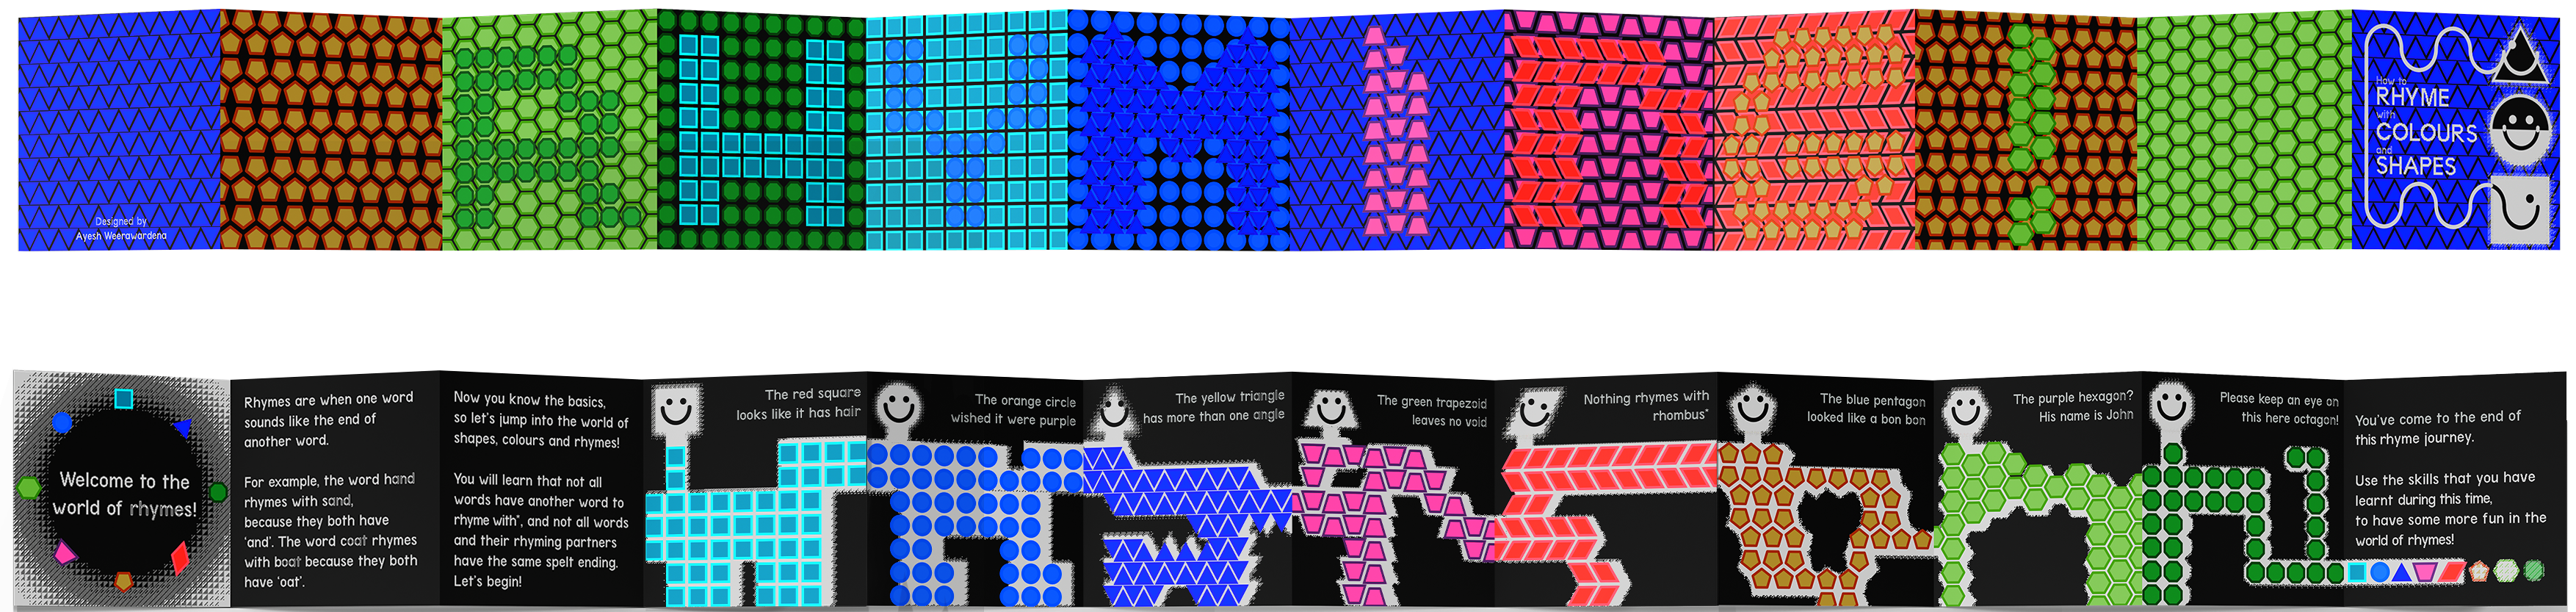 Designed by
Ayesh Weerawardena
RHYMING!
How to
RHYME
with
COLOURS
and
SHAPES
Welcome to the
world of rhymes!
Rhymes are when one word
sounds like the end of
another word.
For example, the word hand
rhymes with sand,
because they both have
'and'. The word coat rhymes
with boat because they both
have 'oat'.
Now you know the basics,
so let's jump into the world of
shapes, colours and rhymes!
You will learn that not all
words have another word to
rhyme with*, and not all words
and their rhyming partners
have the same spelt ending.
Let's begin!
The red square
looks like it has hair
The orange circle
wished it were purple
The yellow triangle
has more than one angle
The green trapezoid
leaves no void
Nothing rhymes with
rhombus*
The blue pentagon
looked like a bon bon
The purple hexagon?
His name is John
Please keep an eye on
this here octagon!
You've come to the end of
this rhyme journey.
Use the skills that you have
learnt during this time,
to have some more fun in the
world of rhymes!